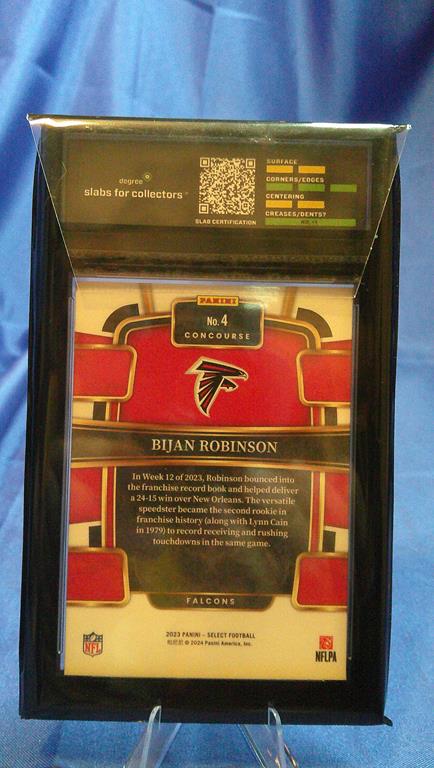 degree
slabs for collectors™
SLAB CERTIFICATION
SURFACE
CORNERS/EDGES
CENTERING
CREASES/DENTS?
PANINI
No. 4
CONCOURSE
BIJAN ROBINSON
In Week 12 of 2023, Robinson bounced into
the franchise record book and helped deliver
a 24-15 win over New Orleans. The versatile
speedster became the second rookie in
franchise history (along with Lynn Cain
in 1979) to record receiving and rushing
touchdowns in the same game.
FALCONS
2023 PANINI – SELECT FOOTBALL
© 2024 Panini America, Inc.
NFL
NFLPA